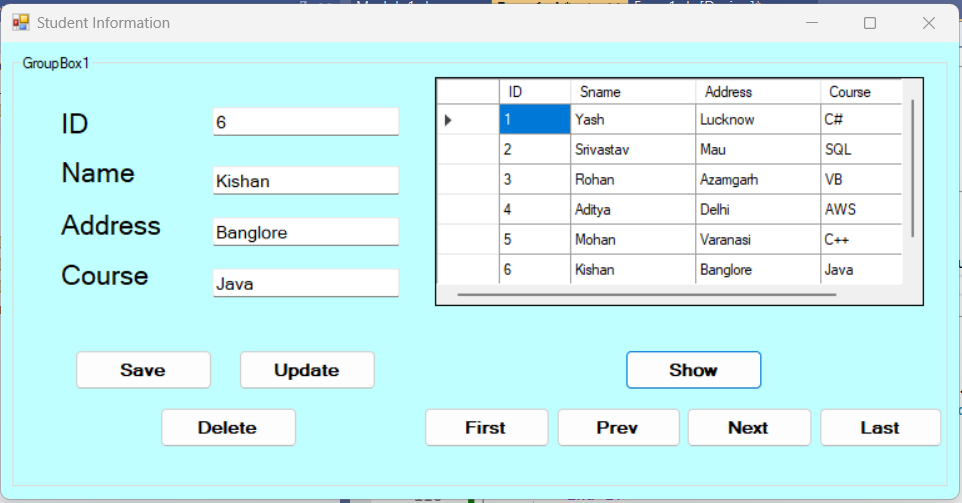 Student Information
GroupBox1
ID 6
Name Kishan
Address Banglore
Course Java
ID Sname Address Course
1 Yash Lucknow C#
2 Srivastav Mau SQL
3 Rohan Azamgarh VB
4 Aditya Delhi AWS
5 Mohan Varanasi C++
6 Kishan Banglore Java
Save Update Show
Delete First Prev Next Last